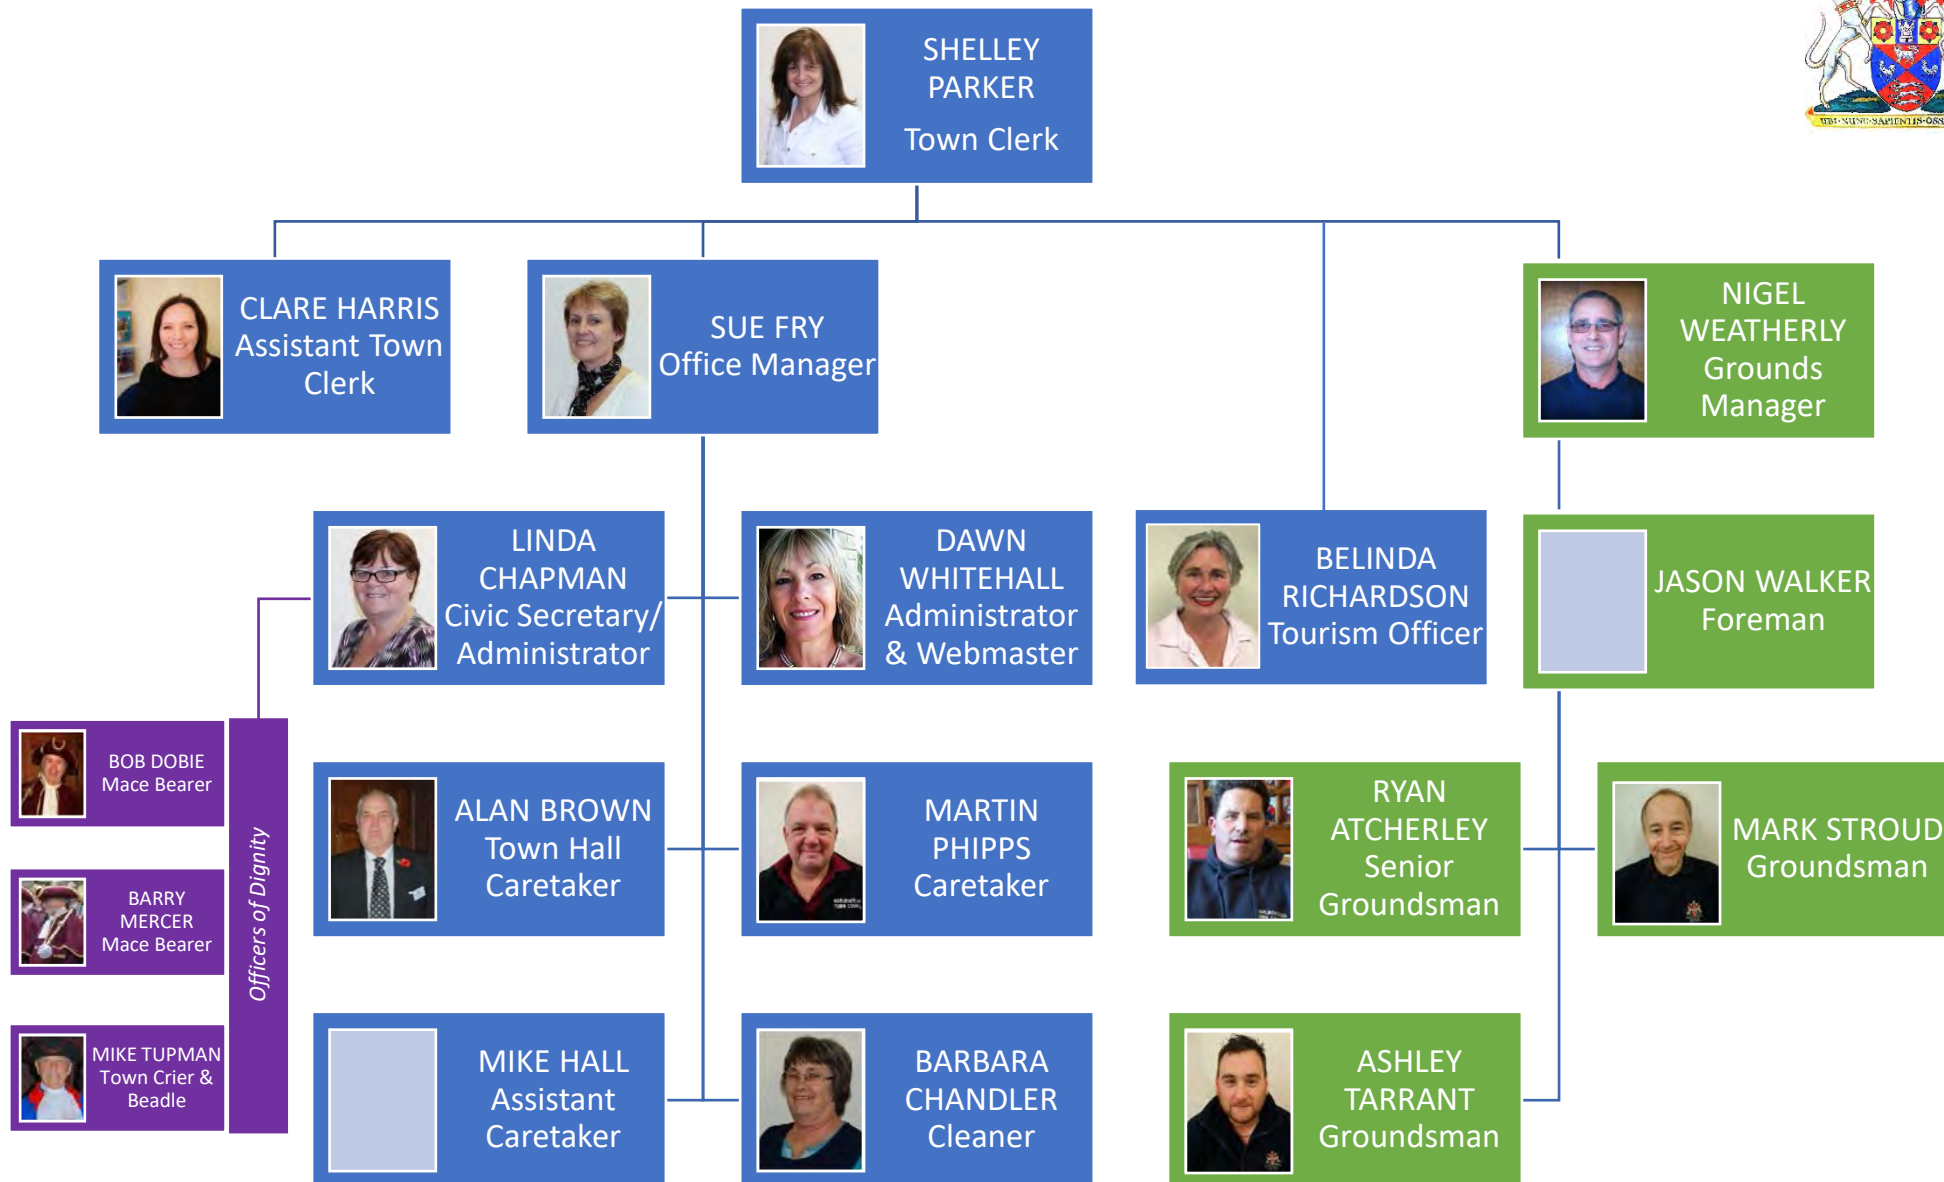 SHELLEY
PARKER
Town Clerk
CLARE HARRIS
Assistant Town
Clerk
SUE FRY
Office Manager
NIGEL
WEATHERLY
Grounds
Manager
LINDA
CHAPMAN
Civic Secretary/
Administrator
DAWN
WHITEHALL
Administrator
& Webmaster
BELINDA
RICHARDSON
Tourism Officer
JASON WALKER
Foreman
Officers of Dignity
BOB DOBIE
Mace Bearer
BARRY
MERCER
Mace Bearer
MIKE TUPMAN
Town Crier &
Beadle
ALAN BROWN
Town Hall
Caretaker
MARTIN
PHIPPS
Caretaker
RYAN
ATCHERLEY
Senior
Groundsman
MARK STROUD
Groundsman
MIKE HALL
Assistant
Caretaker
BARBARA
CHANDLER
Cleaner
ASHLEY
TARRANT
Groundsman